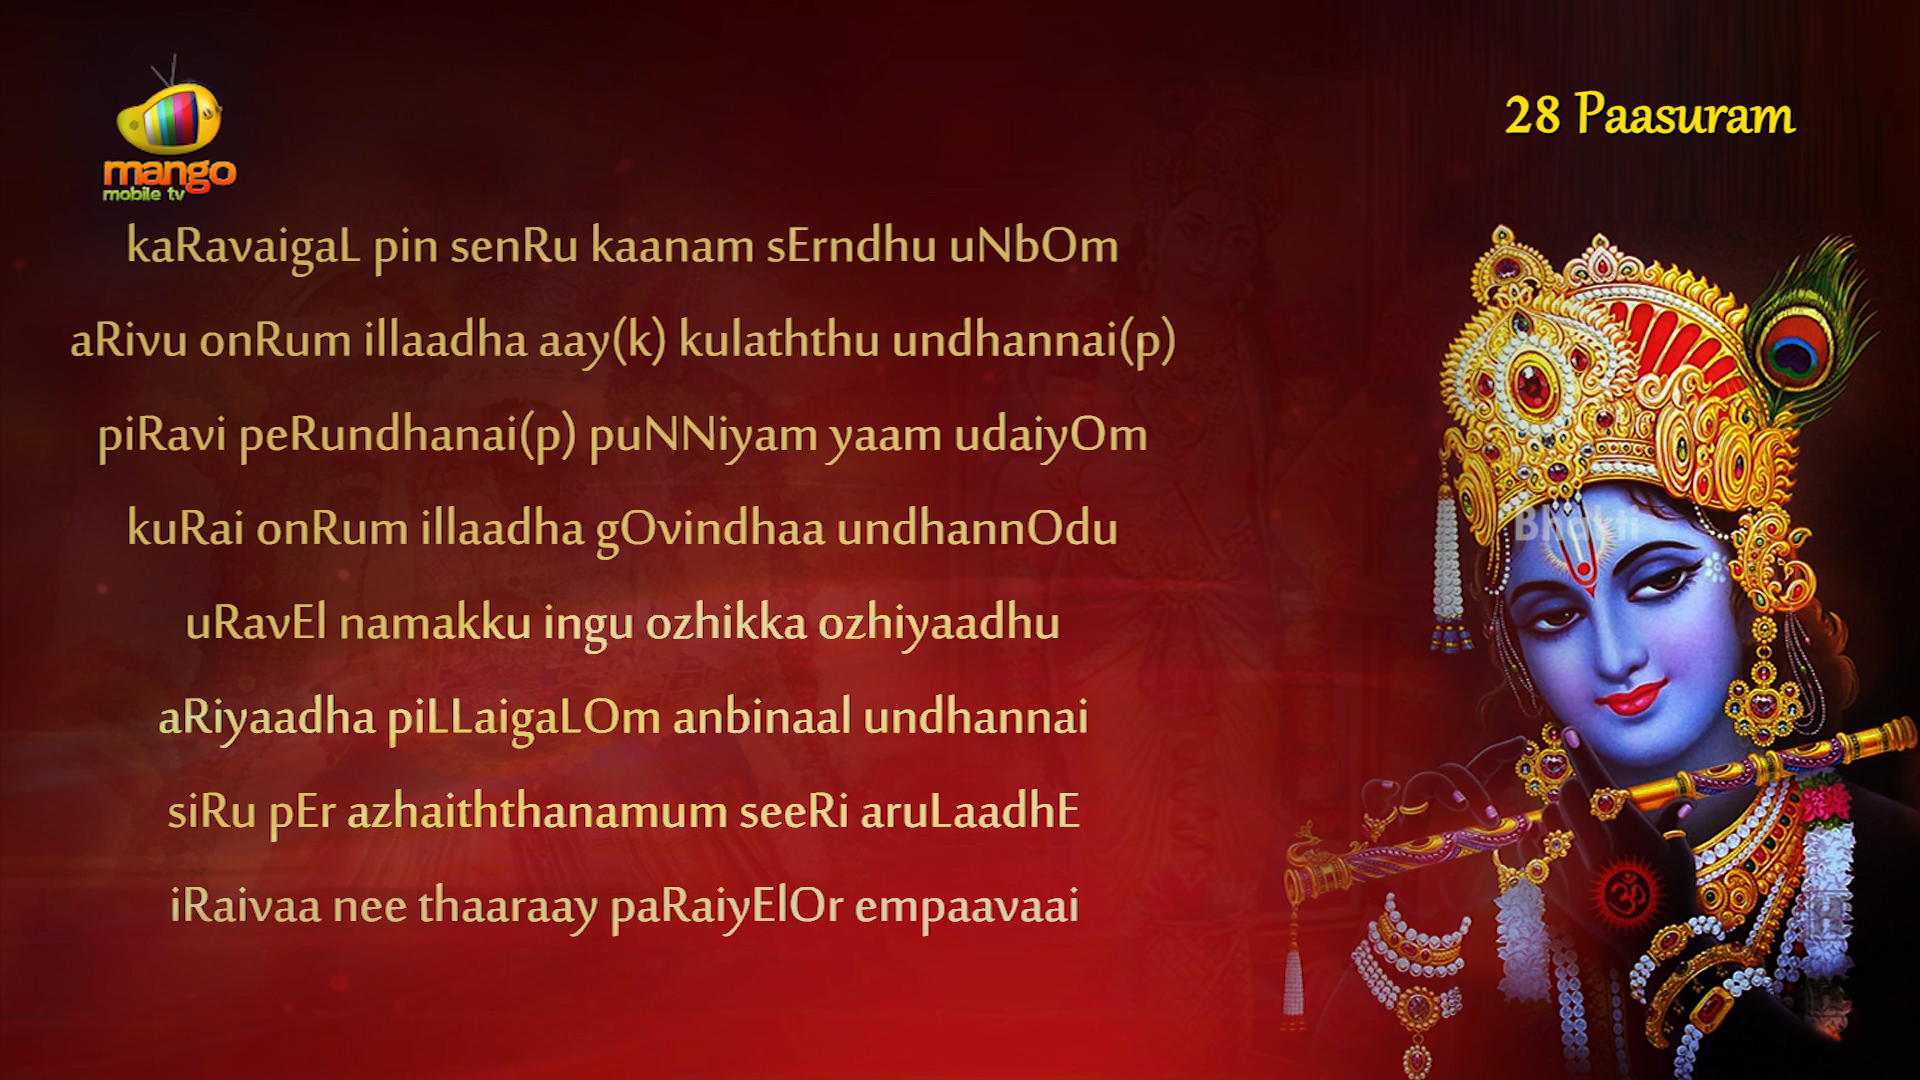 mango
mobile tv
28 Paasuram
kaRavaigaL pin senRu kaanam sErndhu uNbOm
aRivu onRum illaadha aay(k) kulaththu undhannai(p)
piRavi peRundhanai(p) puNNiyam yaam udaiyOm
kuRai onRum illaadha gOvindhaa undhannOdu
uRavEl namakku ingu ozhikka ozhiyaadhu
aRiyaadha piLLaigaLOm anbinaal undhannai
siRu pEr azhaiththanamum seeRi aruLaadhE
iRaivaa nee thaaraay paRaiyElOr empaavaai
Bhakti
ॐ